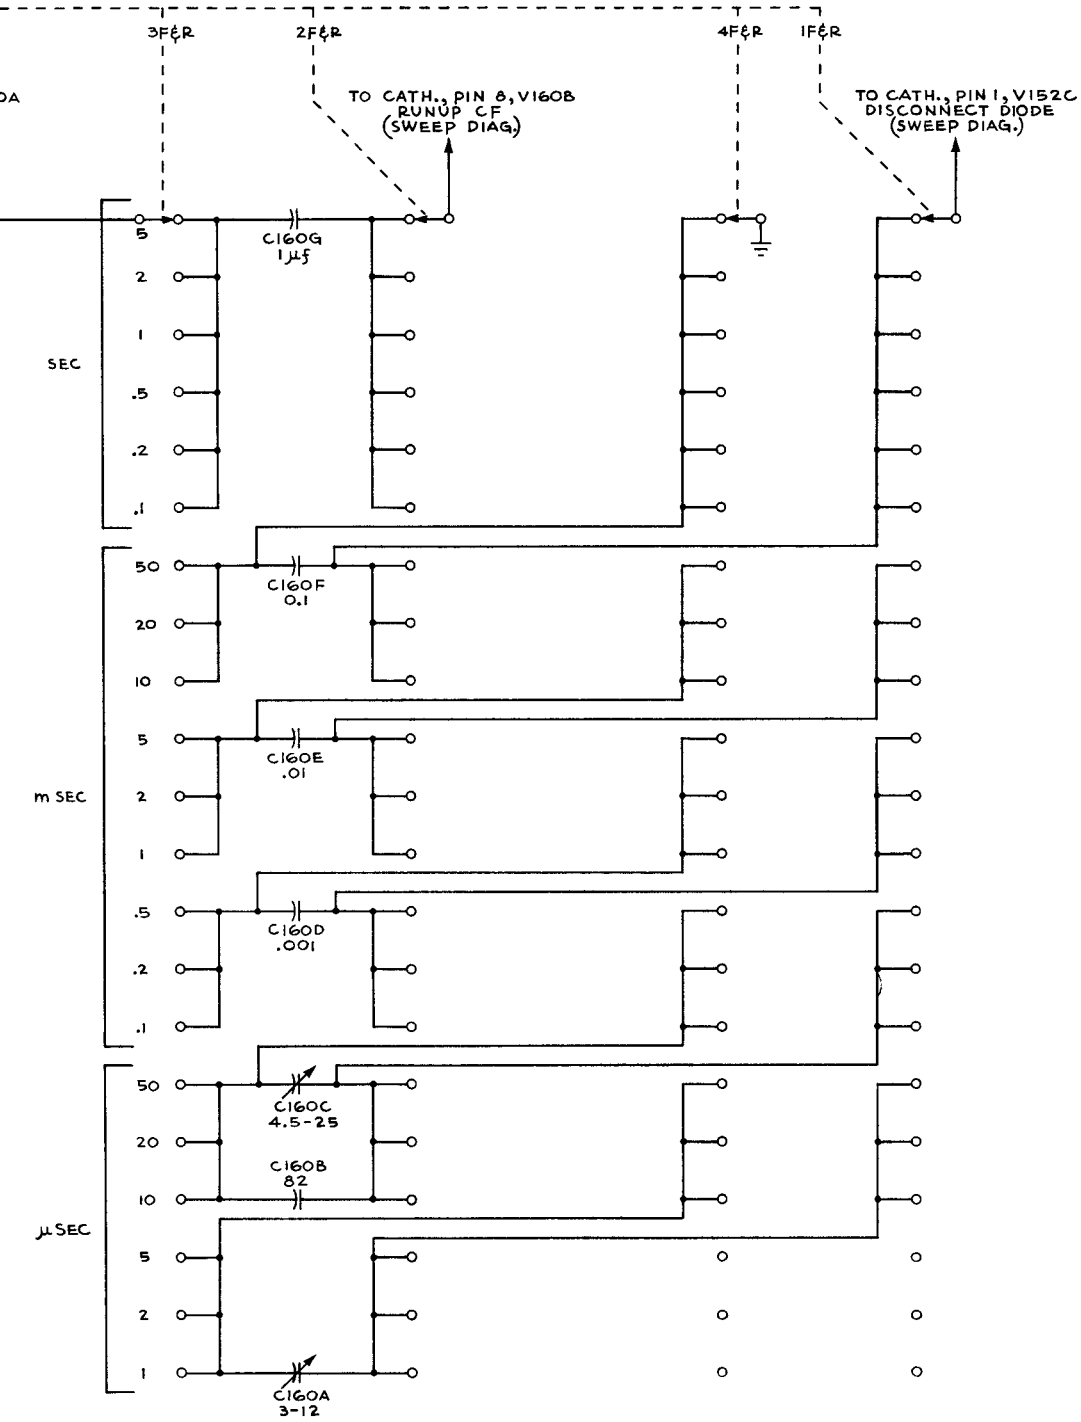 3F&R
2F&R
4F&R
1F&R
0A
TO CATH., PIN 8, V160B
RUNUP CF
(SWEEP DIAG.)
TO CATH., PIN 1, V152C
DISCONNECT DIODE
(SWEEP DIAG.)
5
C160G
1μf
2
1
SEC
.5
.2
.1
50
C160F
0.1
20
10
5
C160E
.01
m SEC
2
1
.5
C160D
.001
.2
.1
50
C160C
4.5-25
20
C160B
82
10
μSEC
5
2
1
C160A
3-12